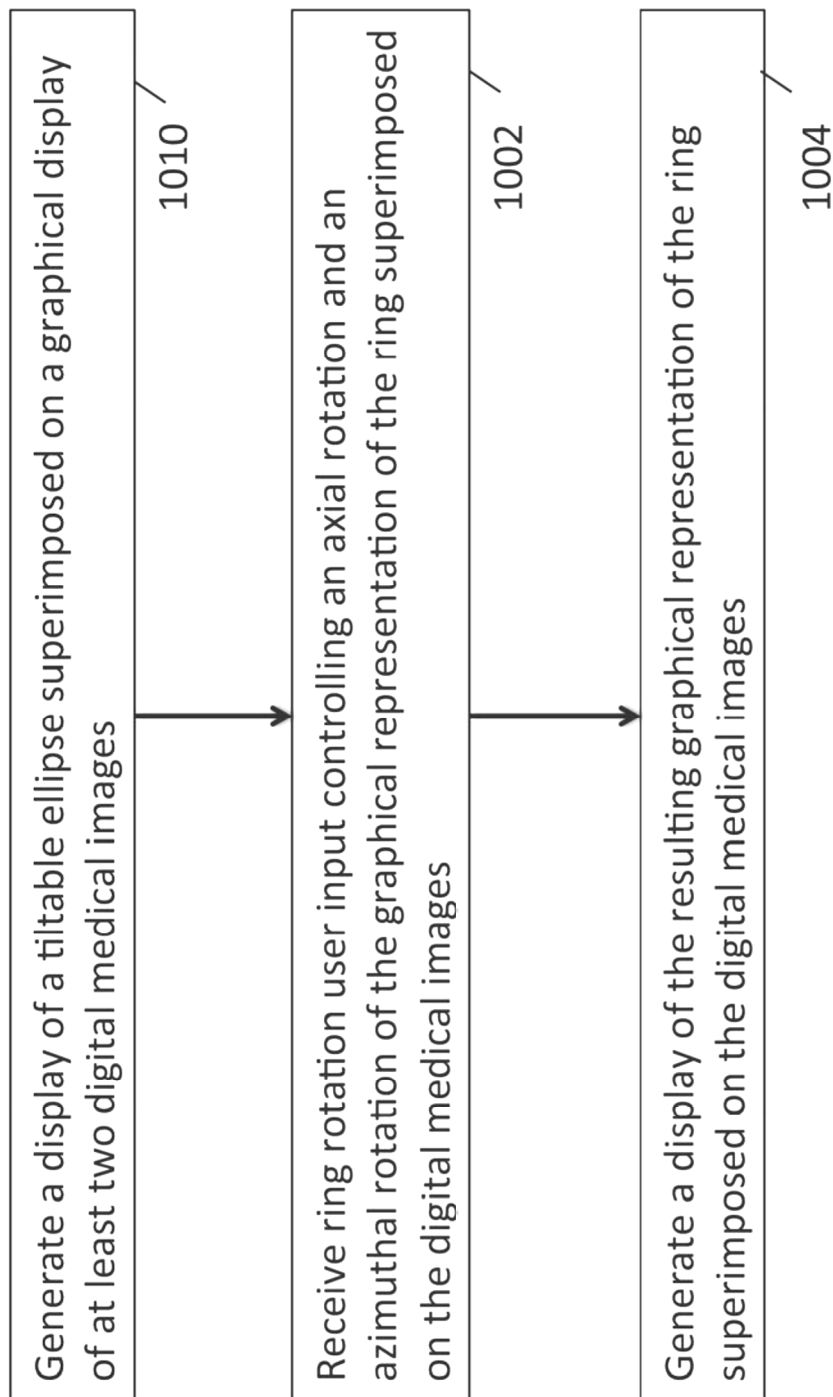 Generate a display of a tiltable ellipse superimposed on a graphical display
of at least two digital medical images
1010
Receive ring rotation user input controlling an axial rotation and an
azimuthal rotation of the graphical representation of the ring superimposed
on the digital medical images
1002
Generate a display of the resulting graphical representation of the ring
superimposed on the digital medical images
1004